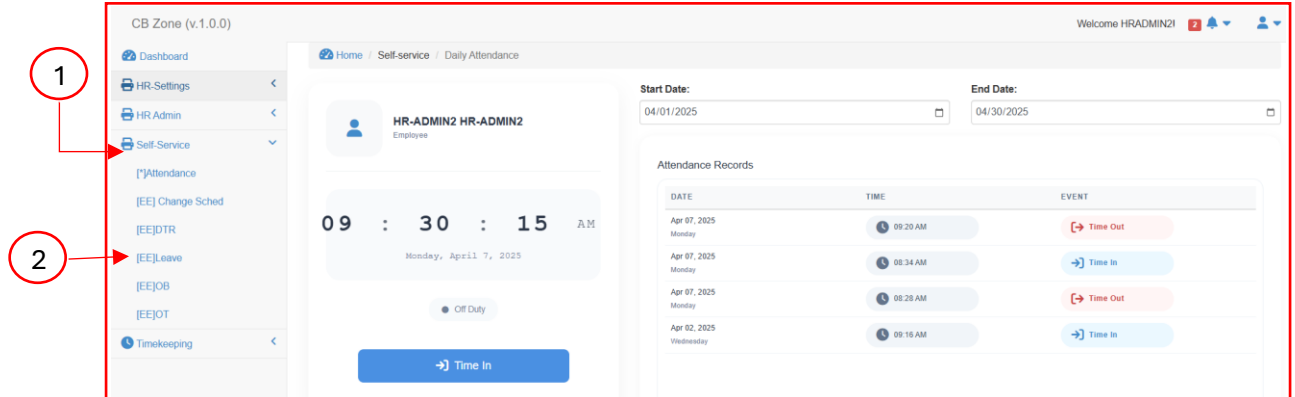 CB Zone (v.1.0.0)
Welcome HRADMIN2!
2
Dashboard
HR-Settings
HR Admin
Self-Service
[*]Attendance
[EE] Change Sched
[EE]DTR
[EE]Leave
[EE]OB
[EE]OT
Timekeeping
1
2
Home / Self-service / Daily Attendance
HR-ADMIN2 HR-ADMIN2
Employee
09 : 30 : 15 AM
Monday, April 7, 2025
Off Duty
Time In
Start Date:
04/01/2025
End Date:
04/30/2025
Attendance Records
DATE TIME EVENT
Apr 07, 2025
Monday
09:20 AM
Time Out
Apr 07, 2025
Monday
08:34 AM
Time In
Apr 07, 2025
Monday
08:28 AM
Time Out
Apr 02, 2025
Wednesday
09:16 AM
Time In